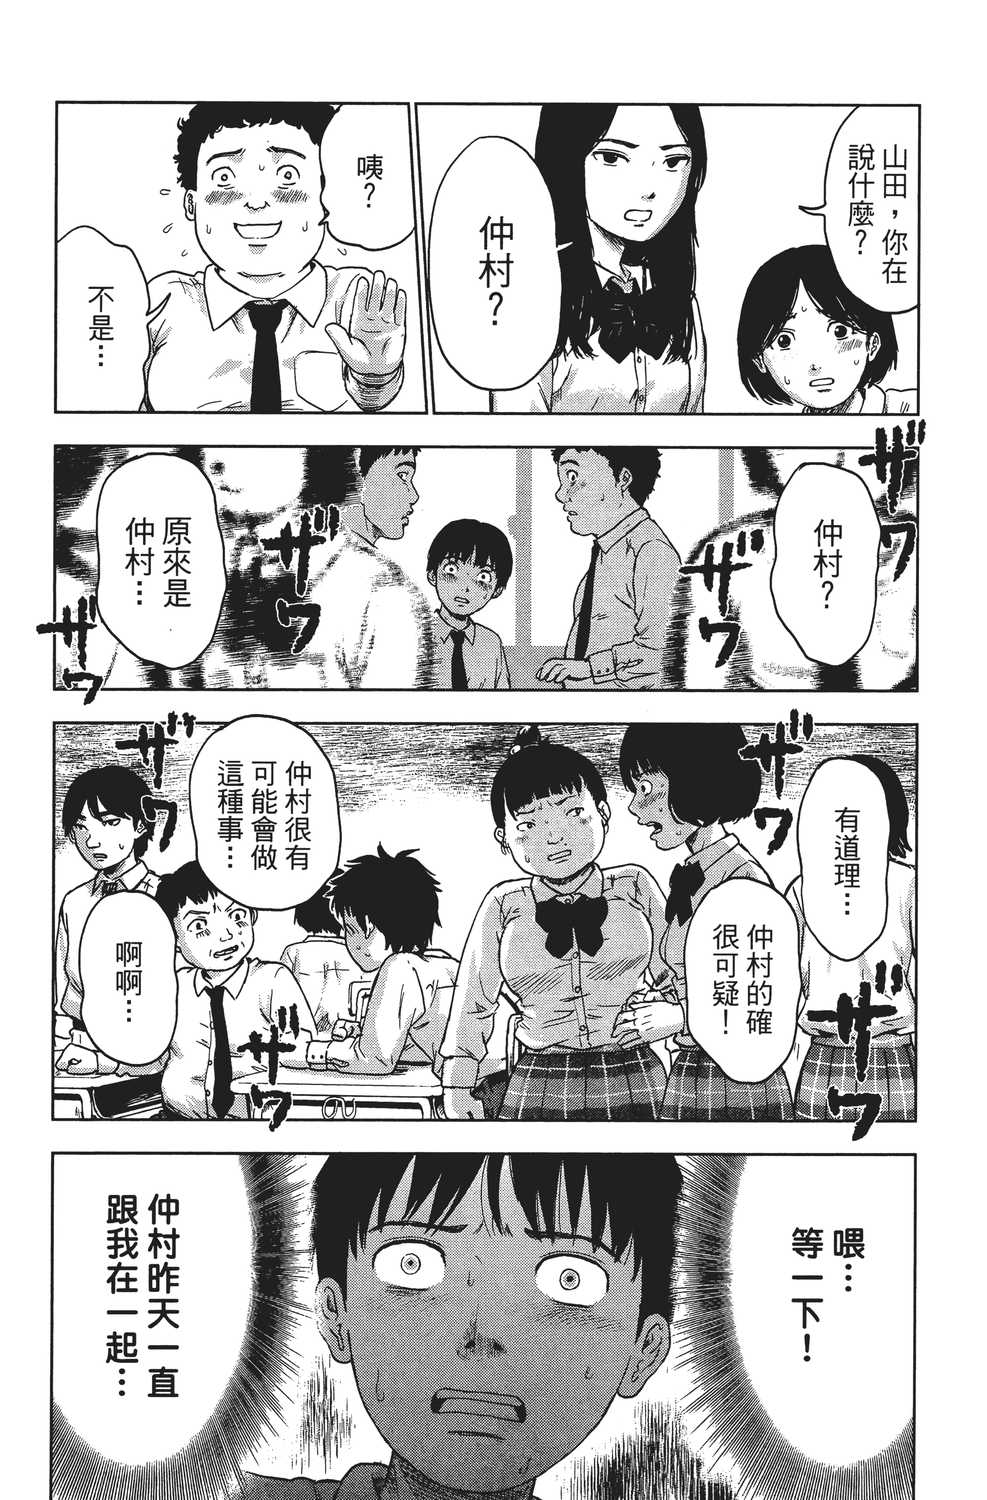 山田，你在
說什麼？
仲村？
咦？
不是…
仲村？
原來是
仲村…
ザワ
ザワ
ザワ
ザワ
有道理…
仲村的確
很可疑！
仲村很有
可能會做
這種事…
啊啊…
ザワ
ザワ
ザワ
ザワ
喂…
等一下！
仲村昨天一直
跟我在一起…